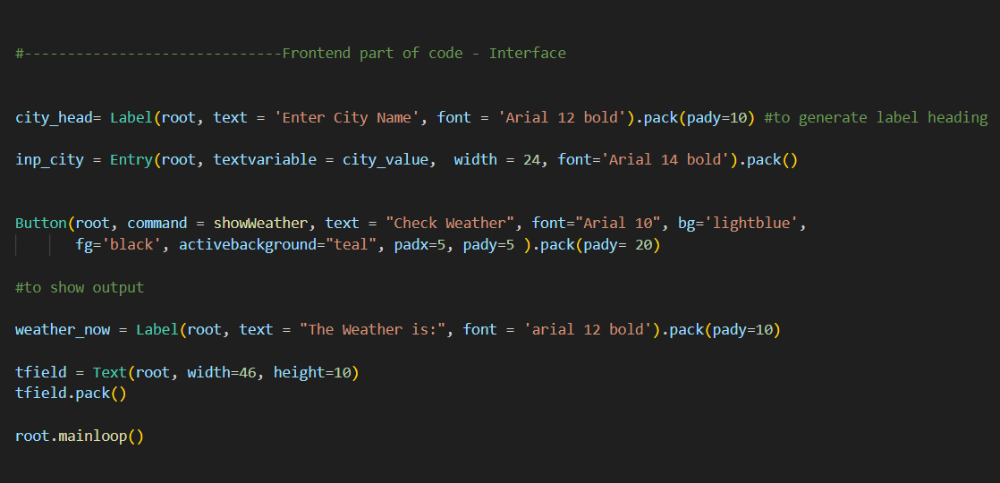 #------------------------------Frontend part of code - Interface
city_head= Label(root, text = 'Enter City Name', font = 'Arial 12 bold').pack(pady=10) #to generate label heading
inp_city = Entry(root, textvariable = city_value,  width = 24, font='Arial 14 bold').pack()
Button(root, command = showWeather, text = "Check Weather", font="Arial 10", bg='lightblue',
       fg='black', activebackground="teal", padx=5, pady=5 ).pack(pady= 20)
#to show output
weather_now = Label(root, text = "The Weather is:", font = 'arial 12 bold').pack(pady=10)
tfield = Text(root, width=46, height=10)
tfield.pack()
root.mainloop()